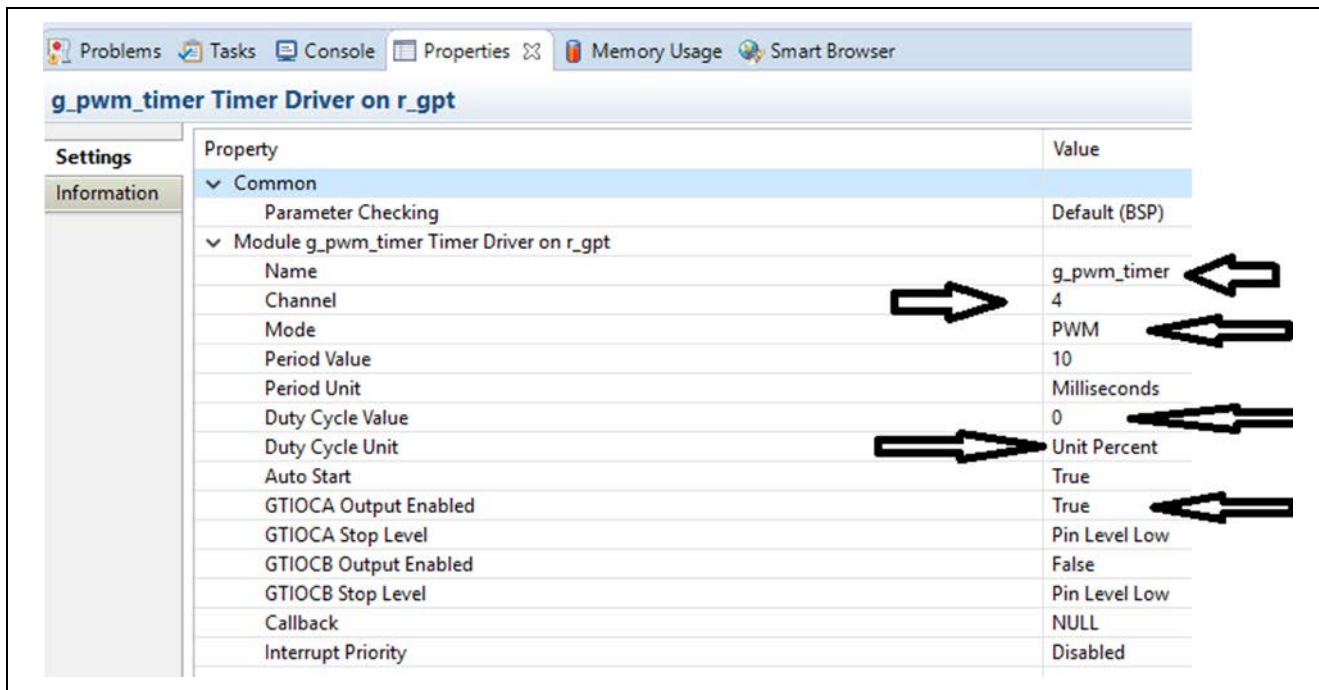 Problems Tasks Console Properties Memory Usage Smart Browser
g_pwm_timer Timer Driver on r_gpt
Settings
Information
Property Value
Common
Parameter Checking Default (BSP)
Module g_pwm_timer Timer Driver on r_gpt
Name g_pwm_timer
Channel 4
Mode PWM
Period Value 10
Period Unit Milliseconds
Duty Cycle Value 0
Duty Cycle Unit Unit Percent
Auto Start True
GTIOCA Output Enabled True
GTIOCA Stop Level Pin Level Low
GTIOCB Output Enabled False
GTIOCB Stop Level Pin Level Low
Callback NULL
Interrupt Priority Disabled